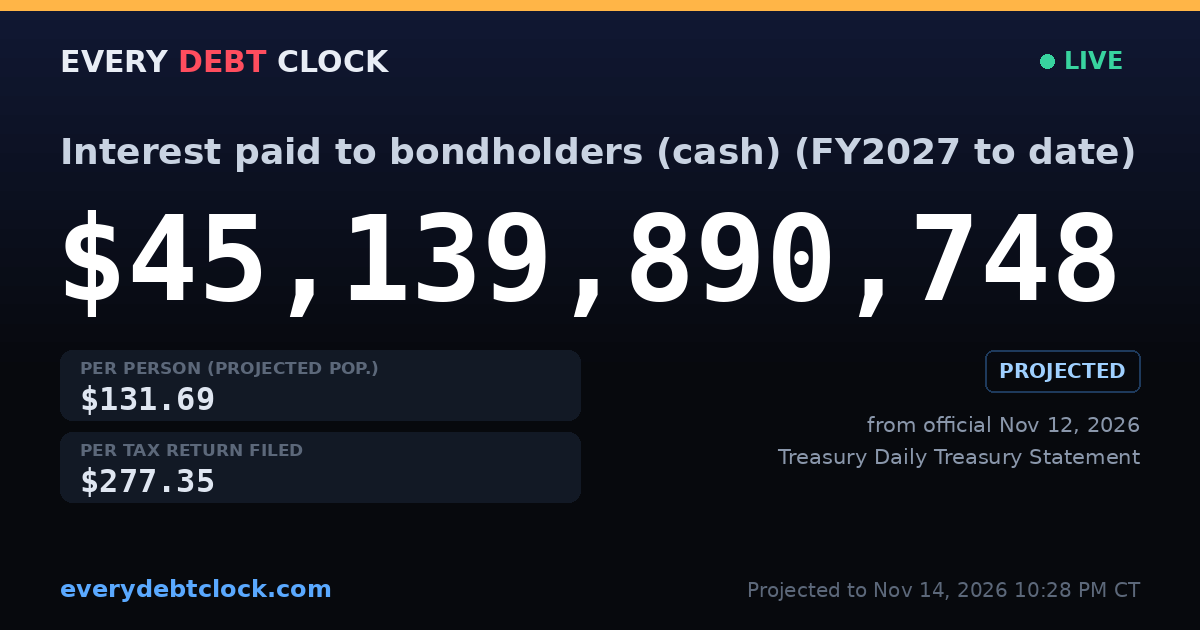 EVERY DEBT CLOCK
LIVE
Interest paid to bondholders (cash) (FY2027 to date)
$45,139,890,748
PER PERSON (PROJECTED POP.)
$131.69
PER TAX RETURN FILED
$277.35
PROJECTED
from official Nov 12, 2026
Treasury Daily Treasury Statement
everydebtclock.com
Projected to Nov 14, 2026 10:28 PM CT